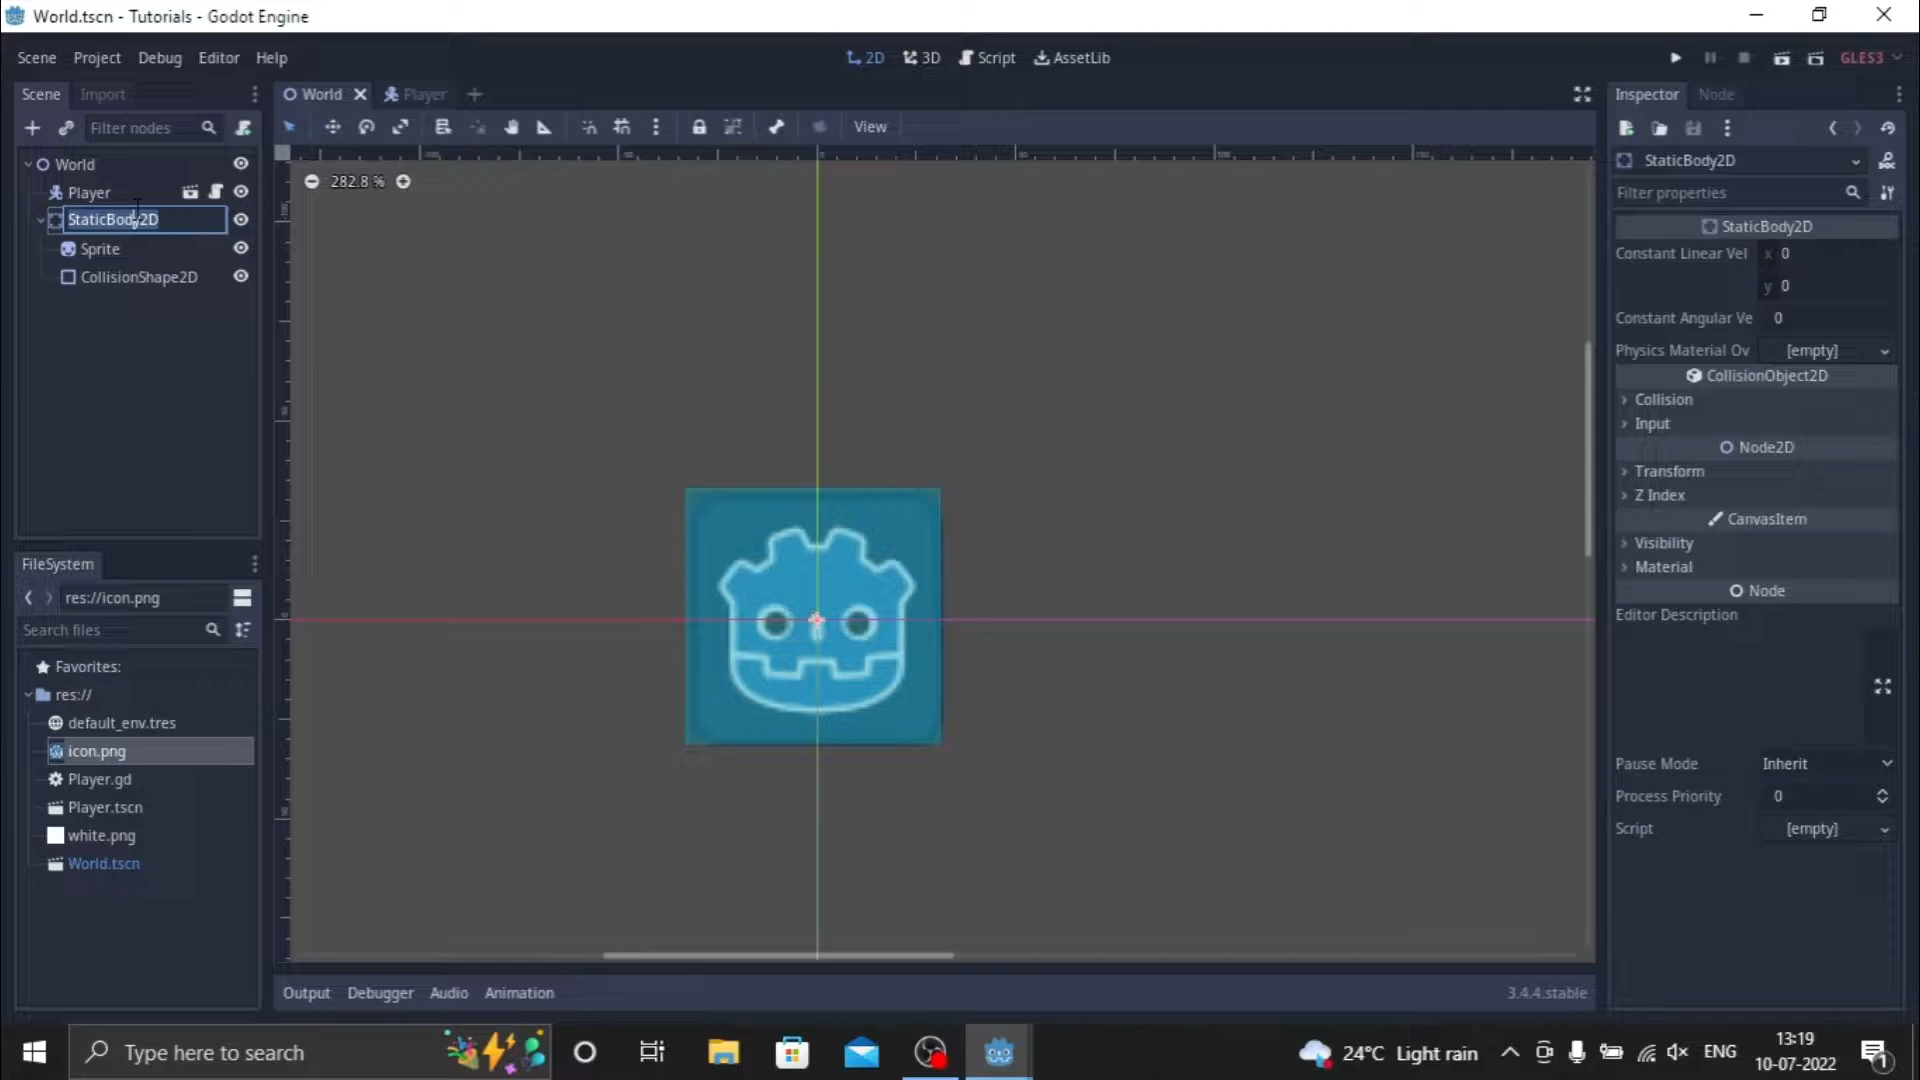 World.tscn - Tutorials - Godot Engine
Scene Project Debug Editor Help
2D 3D Script AssetLib
GLES3
Scene Import
World Player
Inspector Node
Filter nodes
View
World
Player
StaticBody2D
Sprite
CollisionShape2D
282.8 %
StaticBody2D
Filter properties
StaticBody2D
Constant Linear Vel x 0
y 0
Constant Angular Ve 0
Physics Material Ov [empty]
CollisionObject2D
Collision
Input
Node2D
Transform
Z Index
CanvasItem
Visibility
Material
Node
Editor Description
Pause Mode Inherit
Process Priority 0
Script [empty]
FileSystem
res://icon.png
Search files
Favorites:
res://
default_env.tres
icon.png
Player.gd
Player.tscn
white.png
World.tscn
Output Debugger Audio Animation
3.4.4.stable
Type here to search
24°C Light rain
ENG
13:19
10-07-2022
1